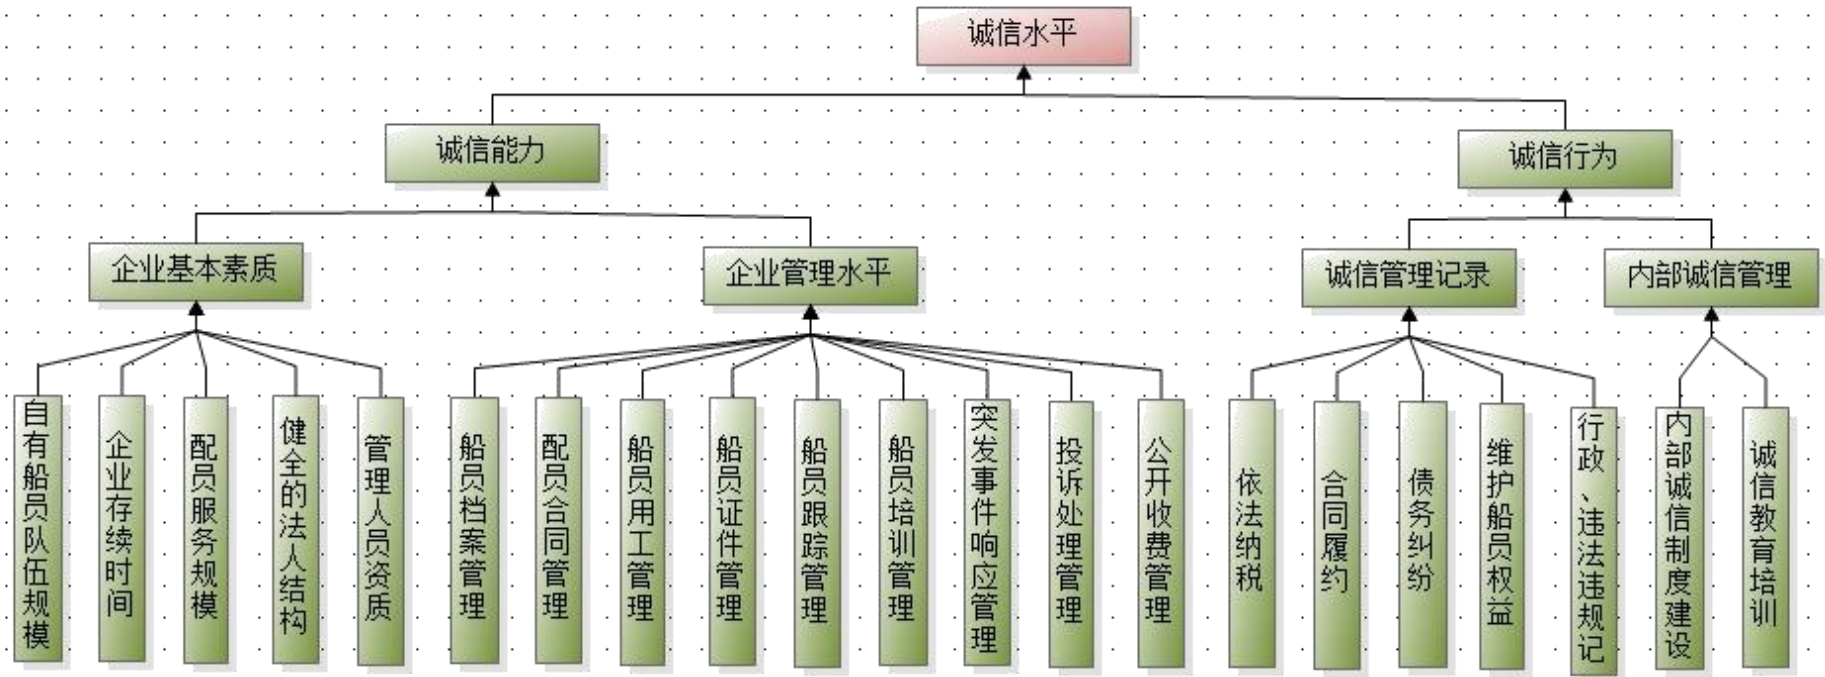 诚信水平
诚信能力
诚信行为
企业基本素质
企业管理水平
诚信管理记录
内部诚信管理
自有船员队伍规模
企业存续时间
配员服务规模
健全的法人结构
管理人员资质
船员档案管理
配员合同管理
船员用工管理
船员证件管理
船员跟踪管理
船员培训管理
突发事件响应管理
投诉处理管理
公开收费管理
依法纳税
合同履约
债务纠纷
维护船员权益
行政、违法违规记
内部诚信制度建设
诚信教育培训